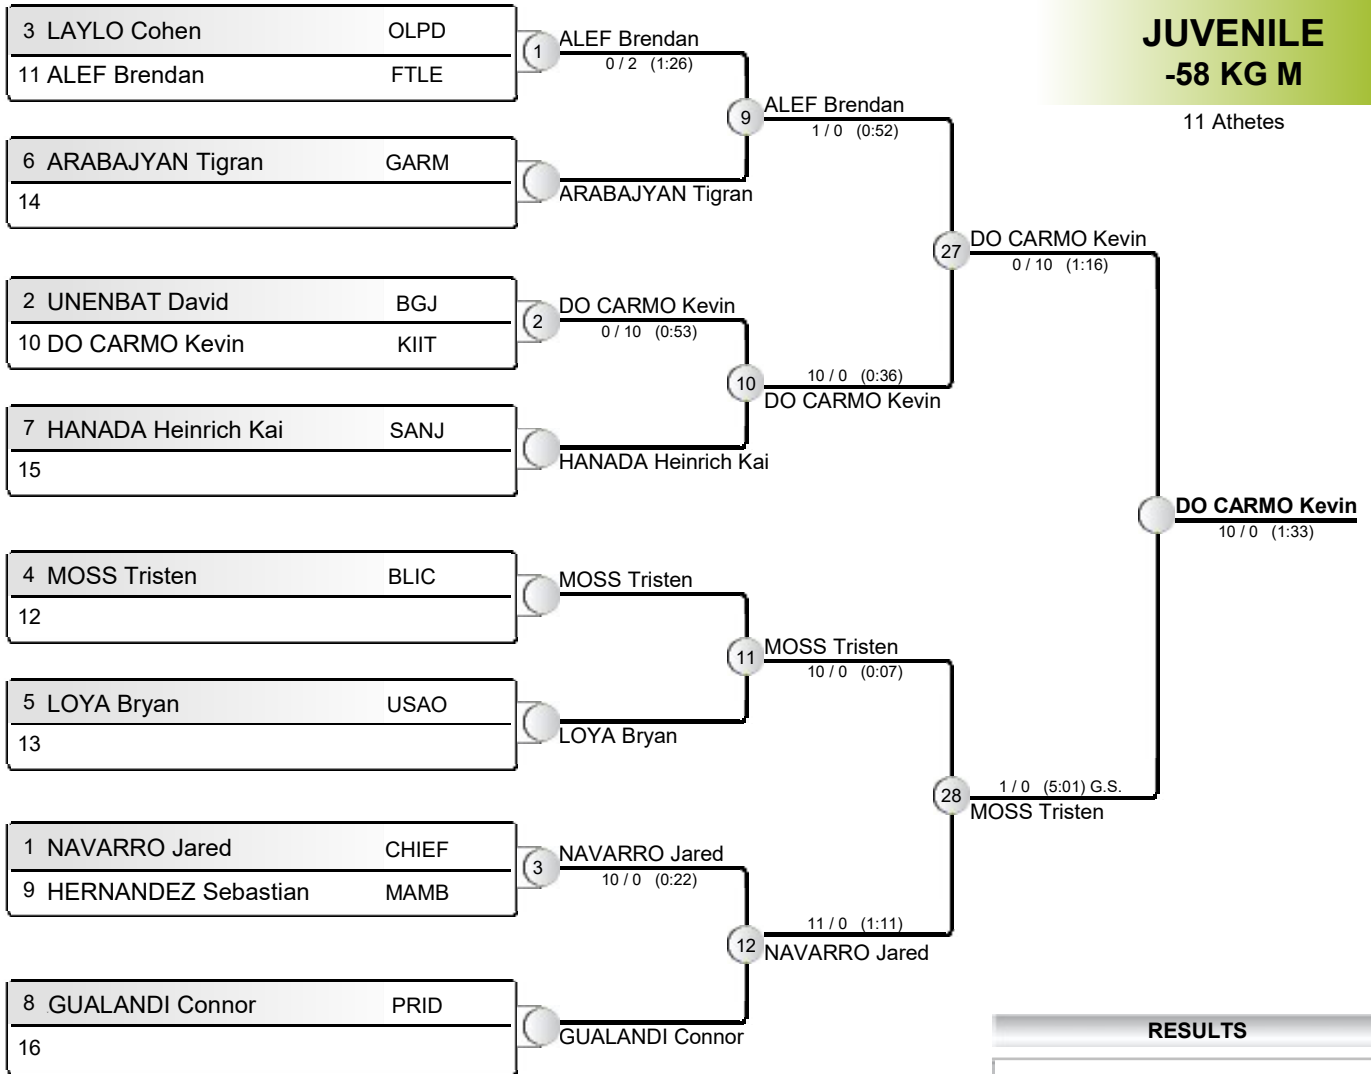 JUVENILE
-58 KG M
11 Athetes
3 LAYLO Cohen OLPD
11 ALEF Brendan FTLE
1
ALEF Brendan
0 / 2 (1:26)
9
ALEF Brendan
1 / 0 (0:52)
6 ARABAJYAN Tigran GARM
14
ARABAJYAN Tigran
27
DO CARMO Kevin
0 / 10 (1:16)
2 UNENBAT David BGJ
10 DO CARMO Kevin KIIT
2
DO CARMO Kevin
0 / 10 (0:53)
10
10 / 0 (0:36)
DO CARMO Kevin
7 HANADA Heinrich Kai SANJ
15
HANADA Heinrich Kai
DO CARMO Kevin
10 / 0 (1:33)
4 MOSS Tristen BLIC
12
MOSS Tristen
11
MOSS Tristen
10 / 0 (0:07)
5 LOYA Bryan USAO
13
LOYA Bryan
28
1 / 0 (5:01) G.S.
MOSS Tristen
1 NAVARRO Jared CHIEF
9 HERNANDEZ Sebastian MAMB
3
NAVARRO Jared
10 / 0 (0:22)
12
11 / 0 (1:11)
NAVARRO Jared
8 GUALANDI Connor PRID
16
GUALANDI Connor
RESULTS